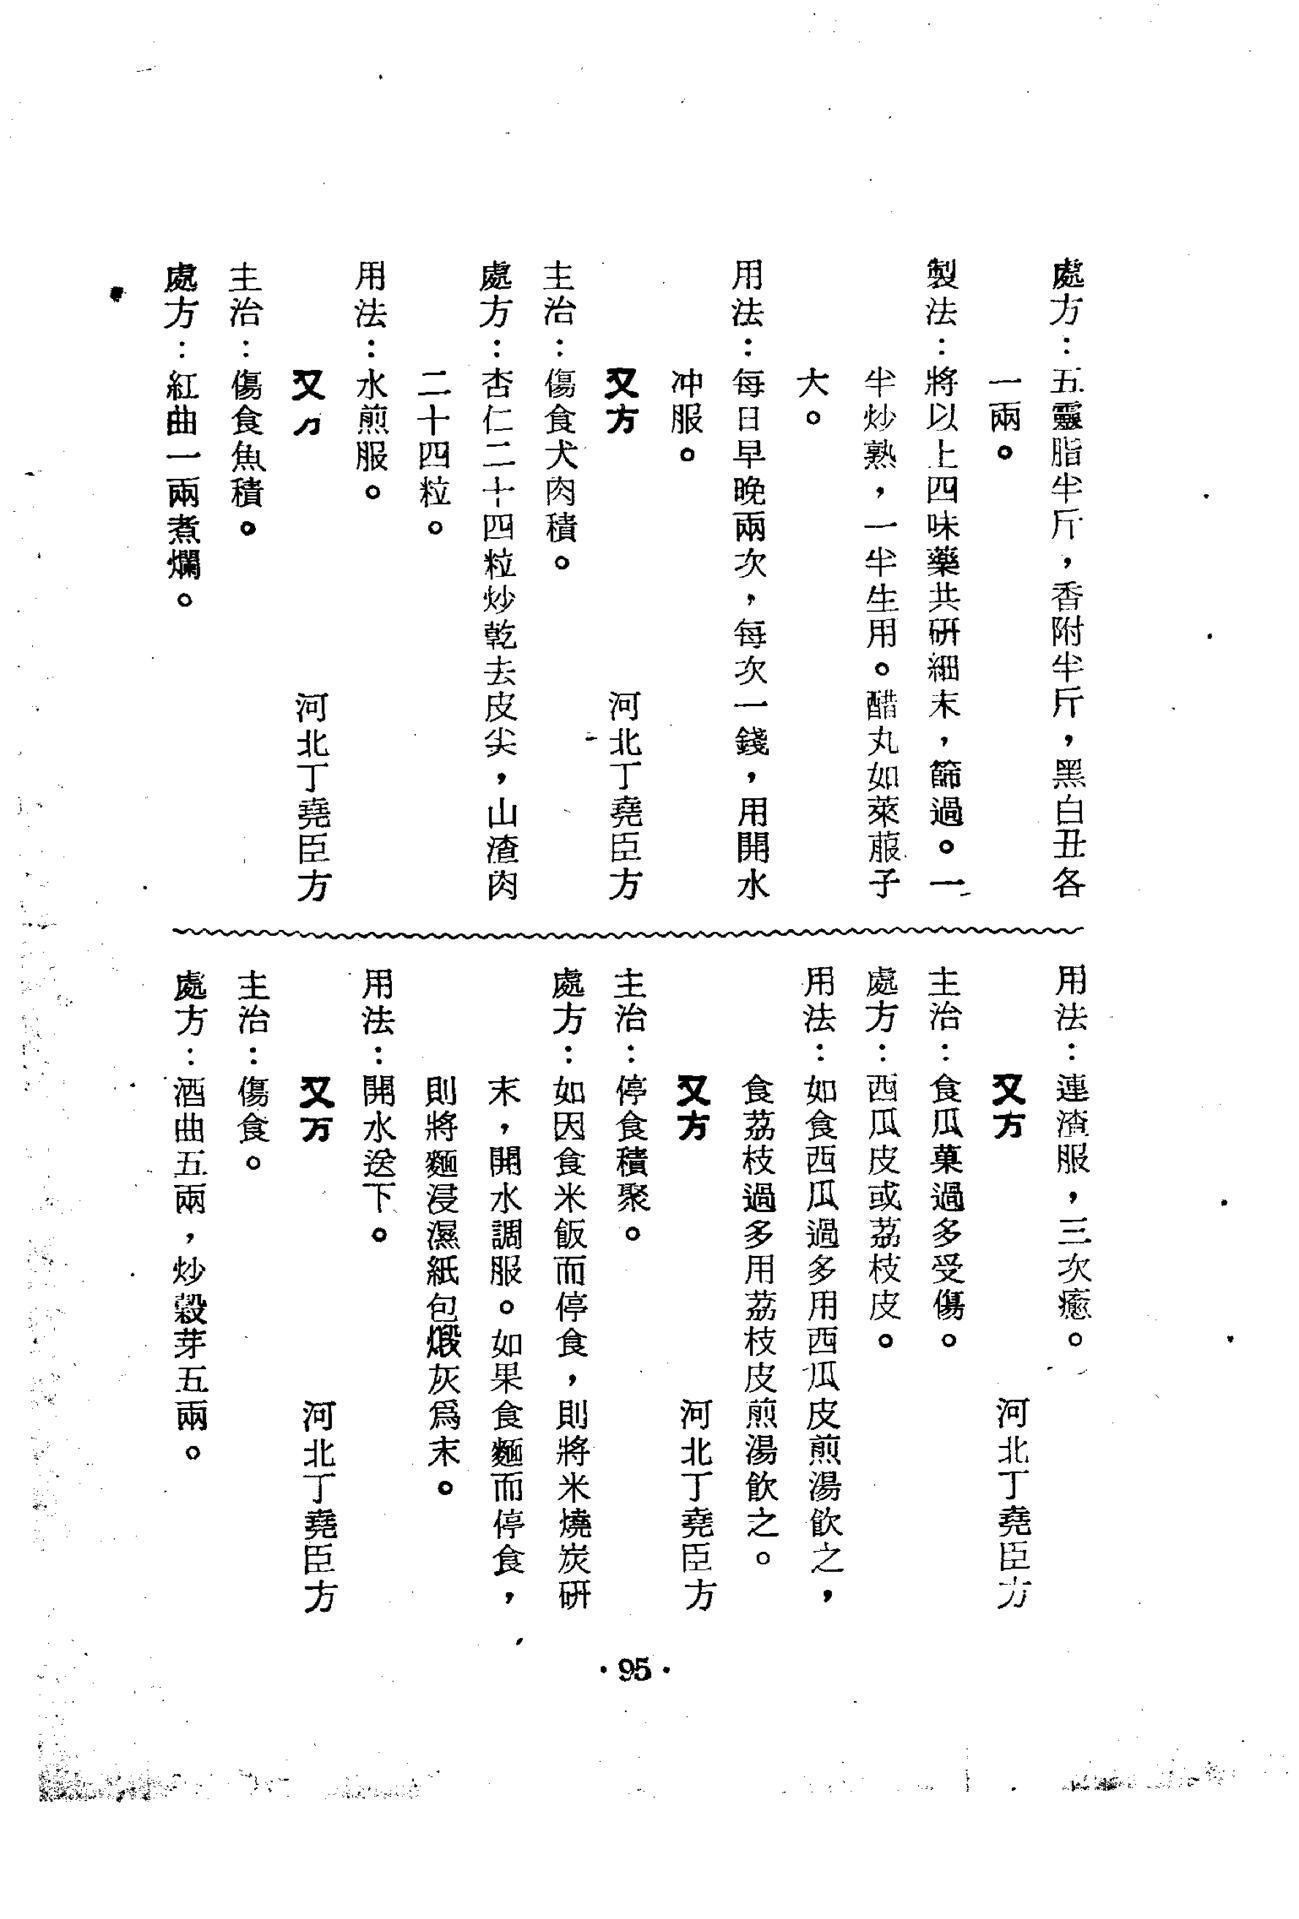 處方：五靈脂半斤，香附半斤，黑白丑各
一兩。
製法：將以上四味藥共研細末，篩過。一
半炒熟，一半生用。醋丸如萊菔子
大。
用法：每日早晚兩次，每次一錢，用開水
冲服。
又方　河北丁堯臣方
主治：傷食犬肉積。
處方：杏仁二十四粒炒乾去皮尖，山渣肉
二十四粒。
用法：水煎服。
又方　河北丁堯臣方
主治：傷食魚積。
處方：紅曲一兩煮爛。
用法：連渣服，三次癒。
又方　河北丁堯臣方
主治：食瓜菓過多受傷。
處方：西瓜皮或荔枝皮。
用法：如食西瓜過多用西瓜皮煎湯飲之，
食荔枝過多用荔枝皮煎湯飲之。
又方　河北丁堯臣方
主治：停食積聚。
處方：如因食米飯而停食，則將米燒炭研
末，開水調服。如果食麵而停食，
則將麵浸濕紙包煅灰爲末。
用法：開水送下。
又方　河北丁堯臣方
主治：傷食。
處方：酒曲五兩，炒穀芽五兩。
·95·